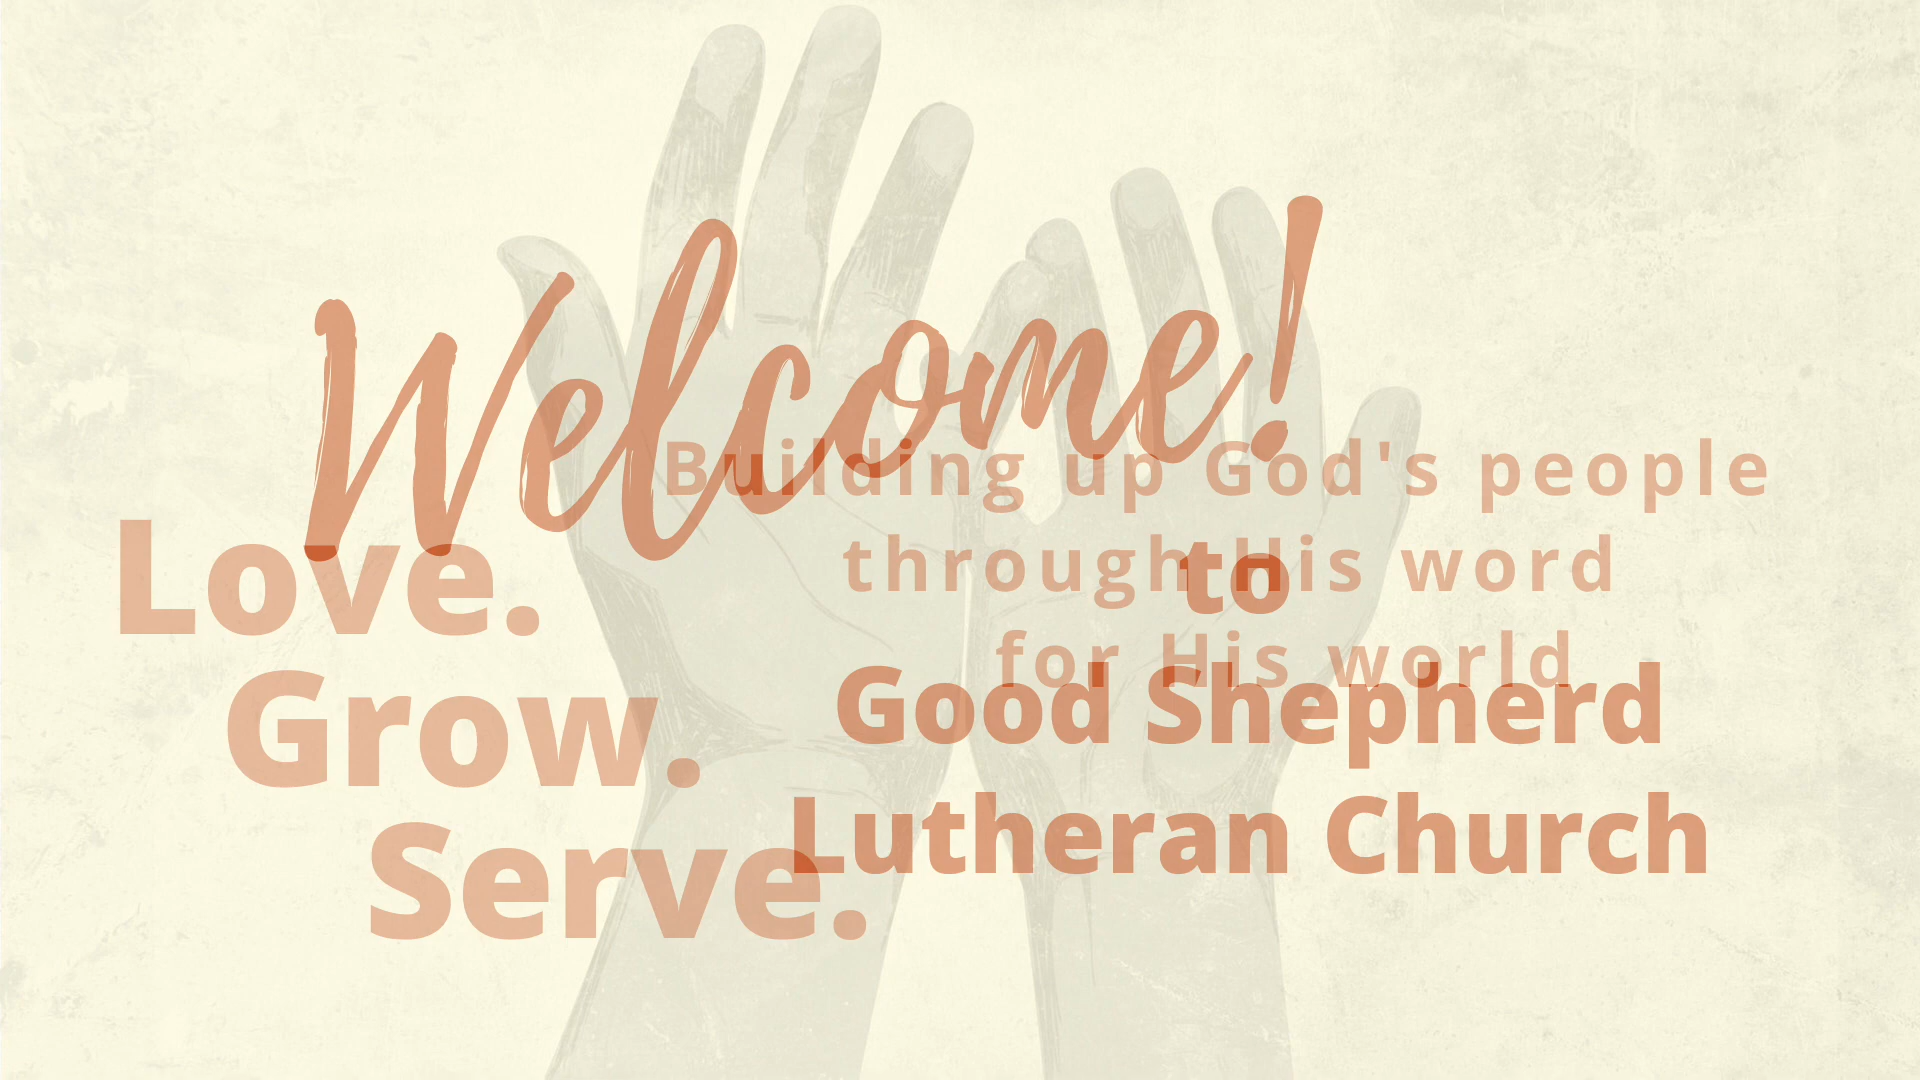 Welcome!
to
Good Shepherd
Lutheran Church
Love.
Grow.
Serve.
Building up God's people
through His word
for His world